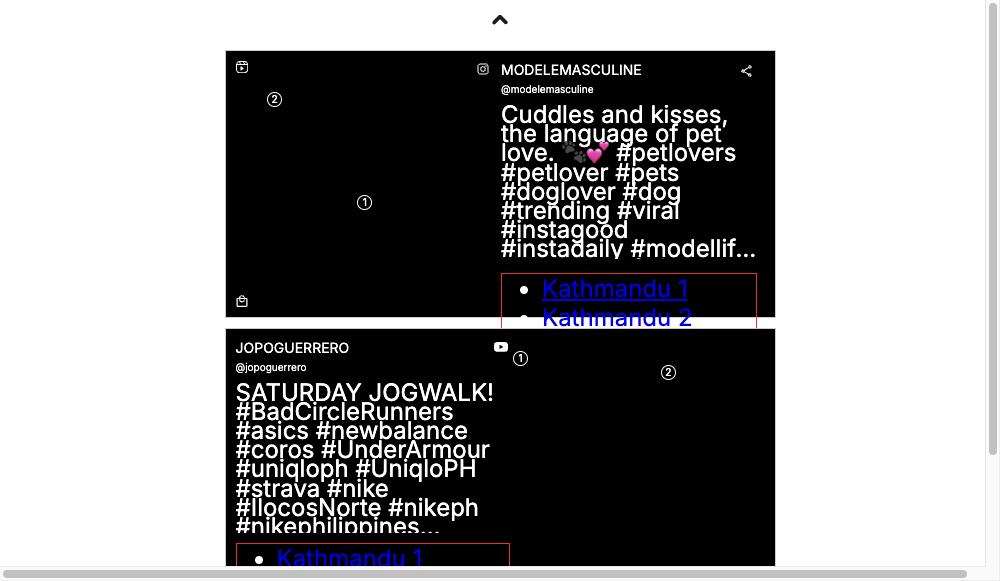 ②
①
MODELEMASCULINE
@modelemasculine
Cuddles and kisses,
the language of pet
love. 🐾💕 #petlovers
#petlover #pets
#doglover #dog
#trending #viral
#instagood
#instadaily #modellif...
Kathmandu 1
Kathmandu 2
JOPOGUERRERO
@jopoguerrero
SATURDAY JOGWALK!
#BadCircleRunners
#asics #newbalance
#coros #UnderArmour
#uniqloph #UniqloPH
#strava #nike
#IlocosNorte #nikeph
#nikephilippines...
Kathmandu 1
①
②